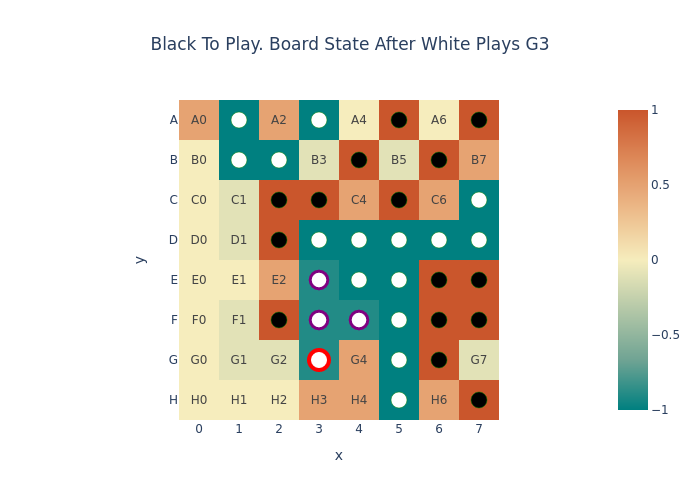 Black To Play. Board State After White Plays G3
A A0 A2 A4 A6
B B0 B3 B5 B7
C C0 C1 C4 C6
D D0 D1
E E0 E1 E2
F F0 F1
G G0 G1 G2 G4 G7
H H0 H1 H2 H3 H4 H6
0 1 2 3 4 5 6 7
x
y
1
0.5
0
−0.5
−1